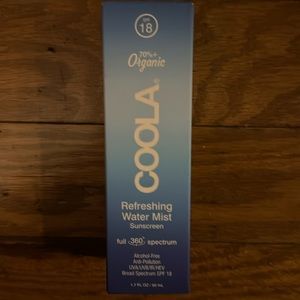 SPF
18
70%+
Organic
COOLA®
Refreshing
Water Mist
Sunscreen
full 360° spectrum
Alcohol-Free
Anti-Pollution
UVA/UVB/IR/HEV
Broad Spectrum SPF 18
1.7 FL OZ / 50 mL